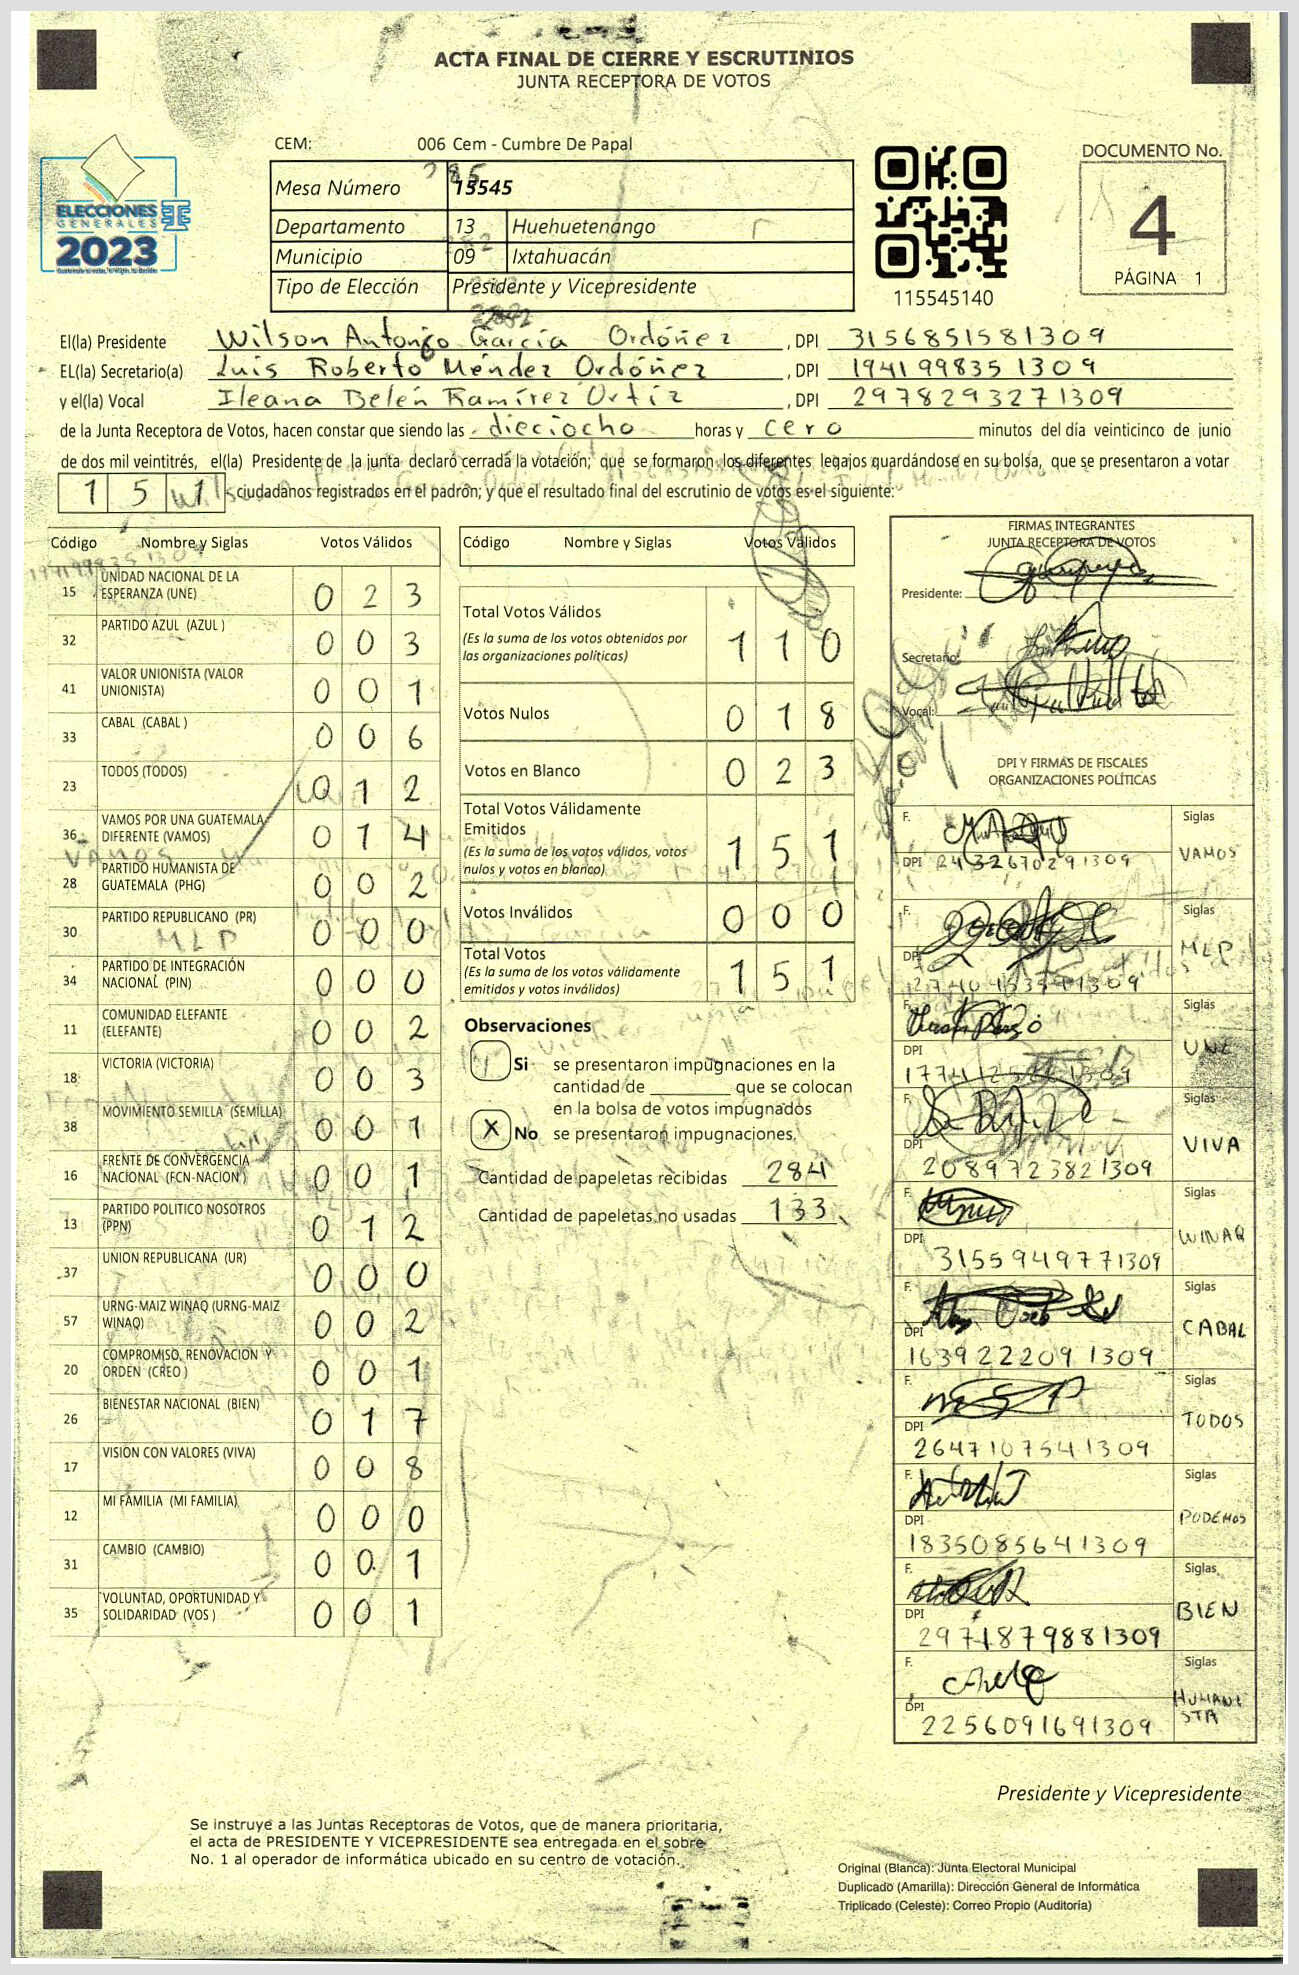 ACTA FINAL DE CIERRE Y ESCRUTINIOS
JUNTA RECEPTORA DE VOTOS
ELECCIONES
GENERALES
2023
CEM: 006 Cem - Cumbre De Papal
Mesa Número 15545
Departamento 13 Huehuetenango
Municipio 09 Ixtahuacán
Tipo de Elección Presidente y Vicepresidente
115545140
DOCUMENTO No.
4
PÁGINA 1
El(la) Presidente Wilson Antonio García Ordóñez , DPI 3156851581309
EL(la) Secretario(a) Luis Roberto Méndez Ordóñez , DPI 1941998351309
y el(la) Vocal Ileana Belén Ramírez Ortiz , DPI 2978293271309
de la Junta Receptora de Votos, hacen constar que siendo las dieciocho horas y cero minutos del día veinticinco de junio
de dos mil veintitrés, el(la) Presidente de la junta declaró cerrada la votación; que se formaron los diferentes legajos guardándose en su bolsa, que se presentaron a votar
1 5 1 ciudadanos registrados en el padrón; y que el resultado final del escrutinio de votos es el siguiente:
Código Nombre y Siglas Votos Válidos
15 UNIDAD NACIONAL DE LA ESPERANZA (UNE) 0 2 3
32 PARTIDO AZUL (AZUL ) 0 0 3
41 VALOR UNIONISTA (VALOR UNIONISTA) 0 0 1
33 CABAL (CABAL ) 0 0 6
23 TODOS (TODOS) 0 1 2
36 VAMOS POR UNA GUATEMALA DIFERENTE (VAMOS) 0 1 4
28 PARTIDO HUMANISTA DE GUATEMALA (PHG) 0 0 2
30 PARTIDO REPUBLICANO (PR) 0 0 0
34 PARTIDO DE INTEGRACIÓN NACIONAL (PIN) 0 0 0
11 COMUNIDAD ELEFANTE (ELEFANTE) 0 0 2
18 VICTORIA (VICTORIA) 0 0 3
38 MOVIMIENTO SEMILLA (SEMILLA) 0 0 1
16 FRENTE DE CONVERGENCIA NACIONAL (FCN-NACION ) 0 0 1
13 PARTIDO POLITICO NOSOTROS (PPN) 0 1 2
37 UNION REPUBLICANA (UR) 0 0 0
57 URNG-MAIZ WINAQ (URNG-MAIZ WINAQ) 0 0 2
20 COMPROMISO, RENOVACION Y ORDEN (CREO ) 0 0 1
26 BIENESTAR NACIONAL (BIEN) 0 1 7
17 VISION CON VALORES (VIVA) 0 0 8
12 MI FAMILIA (MI FAMILIA) 0 0 0
31 CAMBIO (CAMBIO) 0 0 1
35 VOLUNTAD, OPORTUNIDAD Y SOLIDARIDAD (VOS ) 0 0 1
Código Nombre y Siglas Votos Válidos
Total Votos Válidos 1 1 0
(Es la suma de los votos obtenidos por
las organizaciones políticas)
Votos Nulos 0 1 8
Votos en Blanco 0 2 3
Total Votos Válidamente
Emitidos 1 5 1
(Es la suma de los votos válidos, votos
nulos y votos en blanco)
Votos Inválidos 0 0 0
Total Votos 1 5 1
(Es la suma de los votos válidamente
emitidos y votos inválidos)
Observaciones
Si se presentaron impugnaciones en la
cantidad de ________ que se colocan
en la bolsa de votos impugnados
X No se presentaron impugnaciones.
Cantidad de papeletas recibidas 284
Cantidad de papeletas no usadas 133
FIRMAS INTEGRANTES
JUNTA RECEPTORA DE VOTOS
Presidente:
Secretario:
Vocal:
DPI Y FIRMAS DE FISCALES
ORGANIZACIONES POLÍTICAS
F. Siglas
DPI 2432670291309 VAMOS
F. Siglas
DPI MLP
F. Siglas
DPI UNE
F. Siglas
DPI 2089723821309 VIVA
F. Siglas
DPI 3155949771309 WINAQ
F. Siglas
DPI 1639222091309 CABAL
F. Siglas
DPI 2647107541309 TODOS
F. Siglas
DPI 1835085641309 PODEMOS
F. Siglas
DPI 2971879881309 BIEN
F. Siglas
DPI 2256091691309 HUMANISTA
Presidente y Vicepresidente
Se instruye a las Juntas Receptoras de Votos, que de manera prioritaria,
el acta de PRESIDENTE Y VICEPRESIDENTE sea entregada en el sobre
No. 1 al operador de informática ubicado en su centro de votación.
Original (Blanca): Junta Electoral Municipal
Duplicado (Amarilla): Dirección General de Informática
Triplicado (Celeste): Correo Propio (Auditoría)